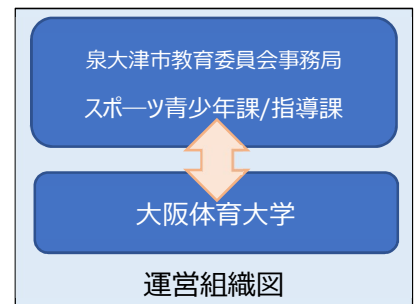 泉大津市教育委員会事務局
スポーツ青少年課/指導課
大阪体育大学
運営組織図